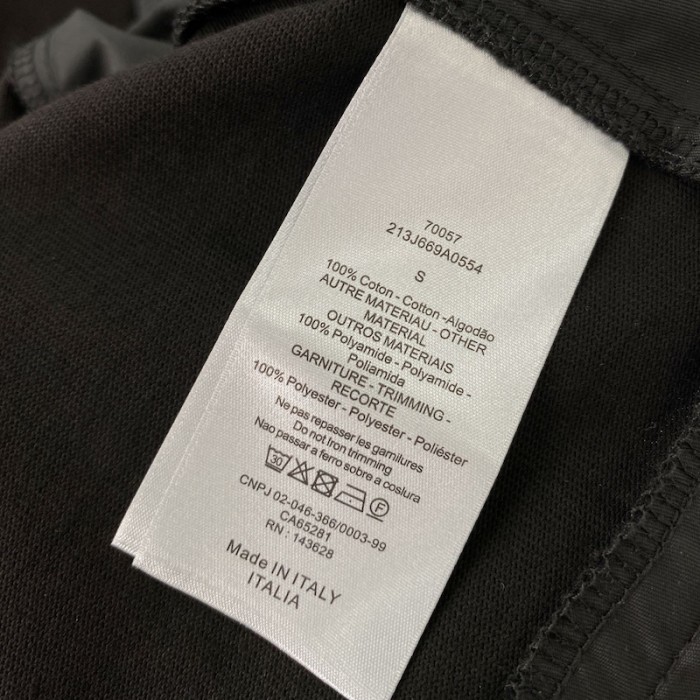 70057
213J669A0554
S
100% Coton - Cotton -Algodão
AUTRE MATERIAU - OTHER
MATERIAL
OUTROS MATERIAIS
100% Polyamide - Polyamide -
Poliamida
GARNITURE - TRIMMING -
RECORTE
100% Polyester - Polyester - Poliéster
Ne pas repasser les garnilures
Do not Iron trimming
Nao passar a ferro sobre a coslura
30 F
CNPJ 02-046-366/0003-99
CA65281
RN : 143628
Made IN ITALY
ITALIA